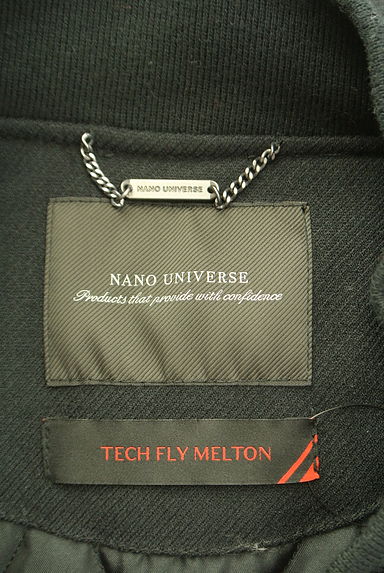 NANO UNIVERSE
NANO UNIVERSE
Products that provide with confidence
TECH FLY MELTON